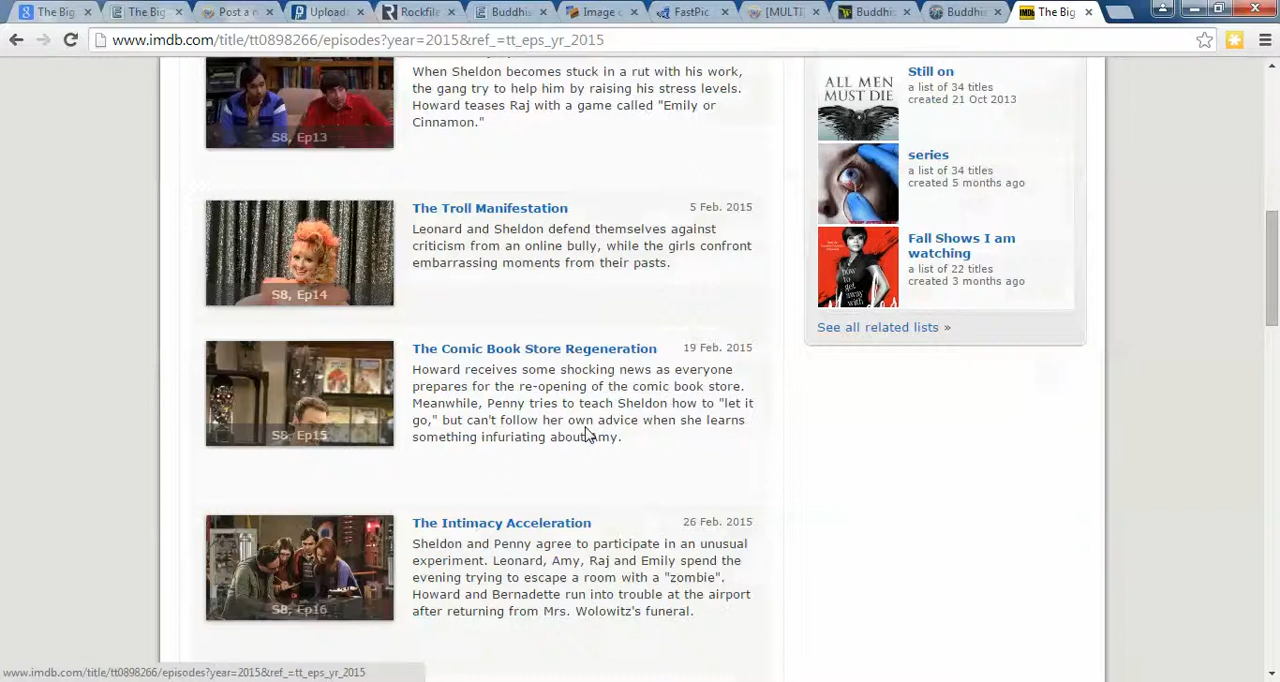 The Big
The Big
Post a n
Upload
Rockfile
Buddhis
Image c
FastPic
[MULTI
Buddhis
Buddhis
The Big
www.imdb.com/title/tt0898266/episodes?year=2015&ref_=tt_eps_yr_2015
When Sheldon becomes stuck in a rut with his work,
the gang try to help him by raising his stress levels.
Howard teases Raj with a game called "Emily or
Cinnamon."
S8, Ep13
The Troll Manifestation
5 Feb. 2015
Leonard and Sheldon defend themselves against
criticism from an online bully, while the girls confront
embarrassing moments from their pasts.
S8, Ep14
The Comic Book Store Regeneration
19 Feb. 2015
Howard receives some shocking news as everyone
prepares for the re-opening of the comic book store.
Meanwhile, Penny tries to teach Sheldon how to "let it
go," but can't follow her own advice when she learns
something infuriating about Amy.
S8, Ep15
The Intimacy Acceleration
26 Feb. 2015
Sheldon and Penny agree to participate in an unusual
experiment. Leonard, Amy, Raj and Emily spend the
evening trying to escape a room with a "zombie".
Howard and Bernadette run into trouble at the airport
after returning from Mrs. Wolowitz's funeral.
S8, Ep16
ALL MEN
MUST DIE
Still on
a list of 34 titles
created 21 Oct 2013
series
a list of 34 titles
created 5 months ago
how to
get away
with
Fall Shows I am
watching
a list of 22 titles
created 3 months ago
See all related lists »
www.imdb.com/title/tt0898266/episodes?year=2015&ref_=tt_eps_yr_2015